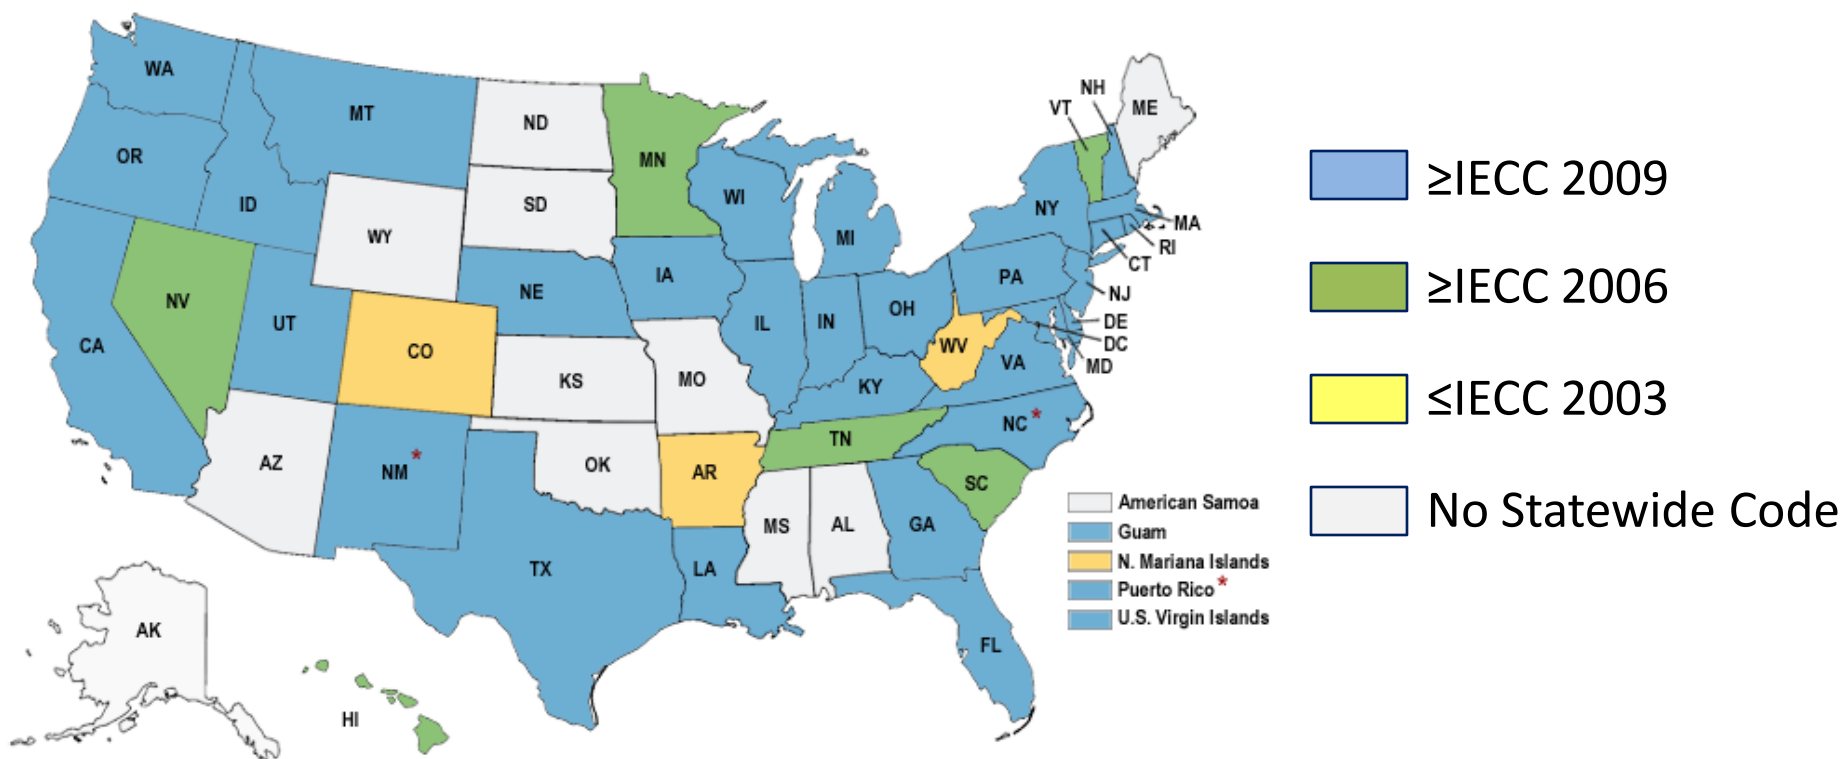 WA
OR
CA
NV
ID
MT
WY
UT
CO
AZ
NM *
ND
SD
NE
KS
OK
TX
MN
IA
MO
AR
LA
WI
IL
MI
IN
OH
KY
TN
MS
AL
GA
FL
SC
NC *
VA
WV
PA
NY
VT
NH
ME
MA
RI
CT
NJ
DE
DC
MD
AK
HI
American Samoa
Guam
N. Mariana Islands
Puerto Rico *
U.S. Virgin Islands
≥IECC 2009
≥IECC 2006
≤IECC 2003
No Statewide Code